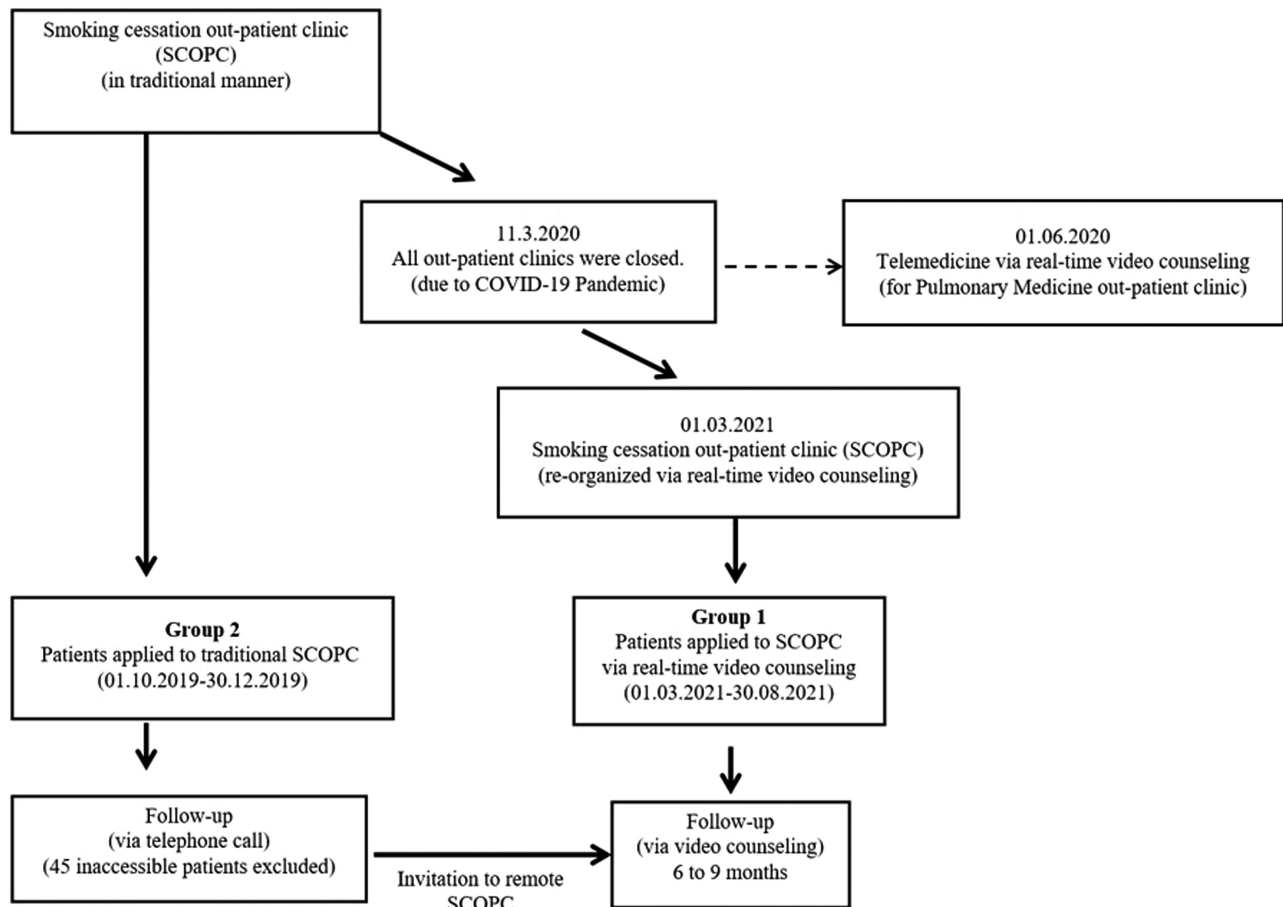 Smoking cessation out-patient clinic
(SCOPC)
(in traditional manner)
11.3.2020
All out-patient clinics were closed.
(due to COVID-19 Pandemic)
01.06.2020
Telemedicine via real-time video counseling
(for Pulmonary Medicine out-patient clinic)
01.03.2021
Smoking cessation out-patient clinic (SCOPC)
(re-organized via real-time video counseling)
Group 2
Patients applied to traditional SCOPC
(01.10.2019-30.12.2019)
Group 1
Patients applied to SCOPC
via real-time video counseling
(01.03.2021-30.08.2021)
Follow-up
(via telephone call)
(45 inaccessible patients excluded)
Invitation to remote
SCOPC
Follow-up
(via video counseling)
6 to 9 months